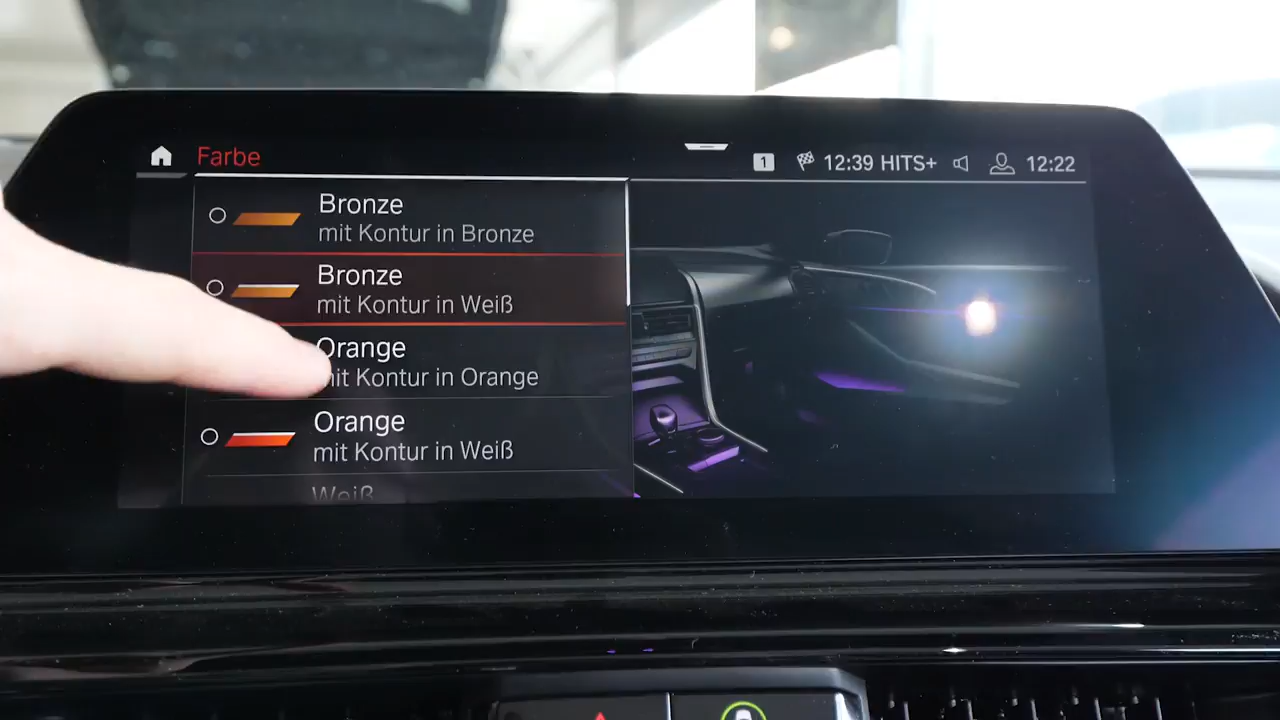 Farbe
1 12:39 HITS+ 12:22
Bronze
mit Kontur in Bronze
Bronze
mit Kontur in Weiß
Orange
mit Kontur in Orange
Orange
mit Kontur in Weiß
Weiß